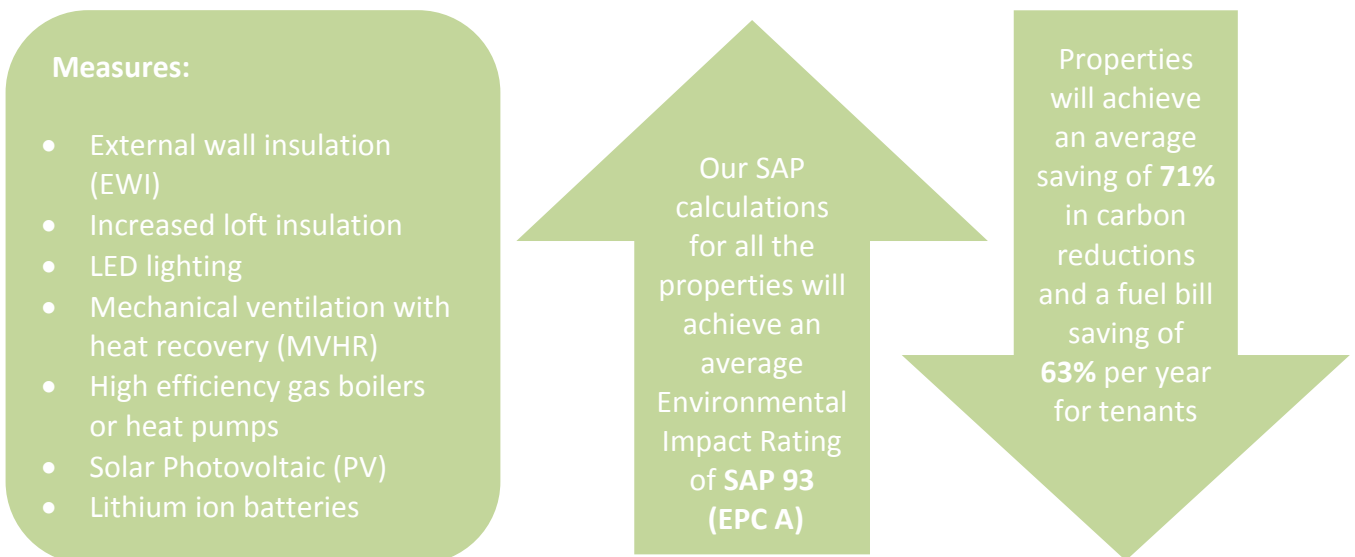 Measures:
• External wall insulation
(EWI)
• Increased loft insulation
• LED lighting
• Mechanical ventilation with
heat recovery (MVHR)
• High efficiency gas boilers
or heat pumps
• Solar Photovoltaic (PV)
• Lithium ion batteries
Our SAP
calculations
for all the
properties will
achieve an
average
Environmental
Impact Rating
of SAP 93
(EPC A)
Properties
will achieve
an average
saving of 71%
in carbon
reductions
and a fuel bill
saving of
63% per year
for tenants